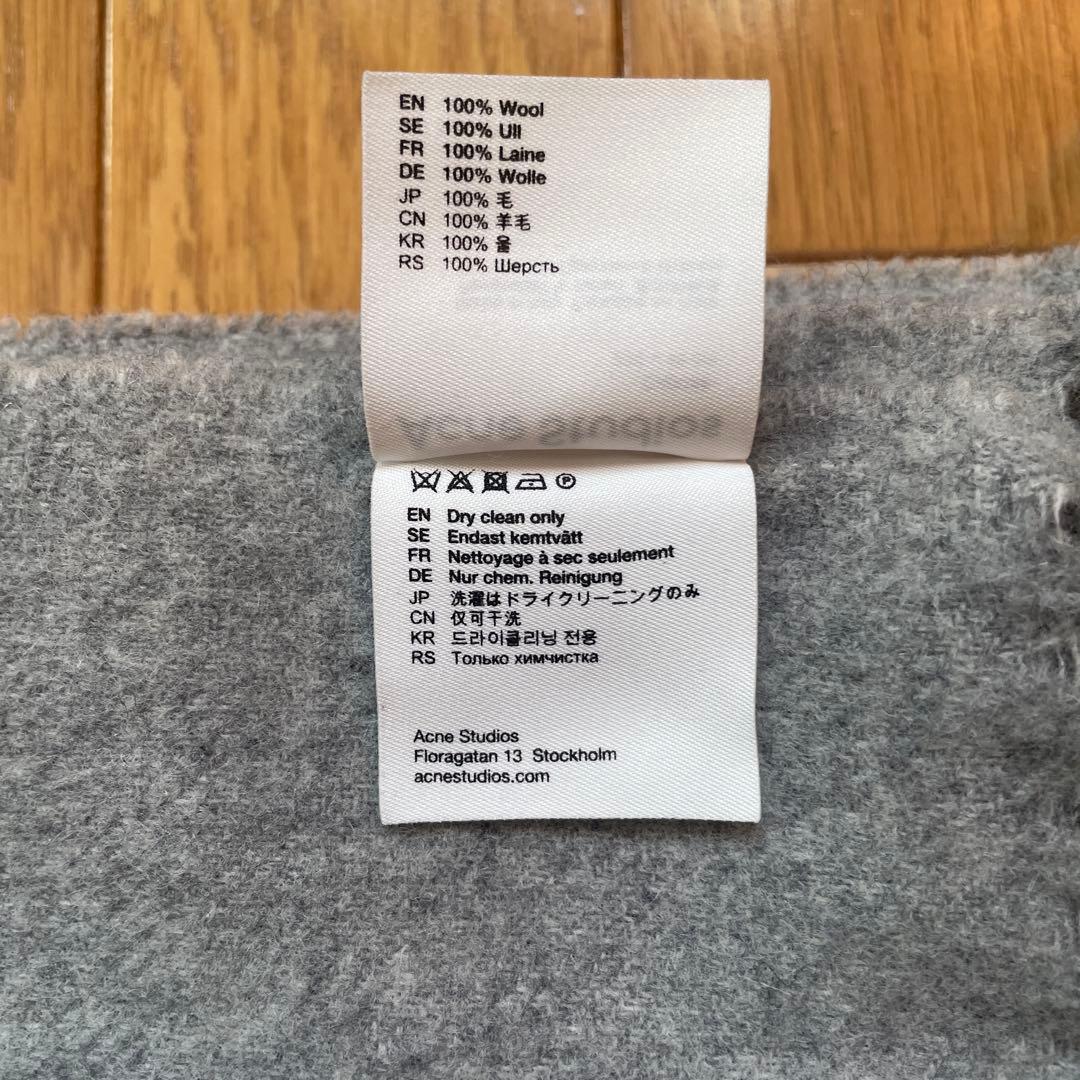 EN 100% Wool
SE 100% Ull
FR 100% Laine
DE 100% Wolle
JP 100% 毛
CN 100% 羊毛
KR 100% 울
RS 100% Шерсть
Acne Studios
EN Dry clean only
SE Endast kemtvätt
FR Nettoyage à sec seulement
DE Nur chem. Reinigung
JP 洗濯はドライクリーニングのみ
CN 仅可干洗
KR 드라이클리닝 전용
RS Только химчистка
Acne Studios
Floragatan 13 Stockholm
acnestudios.com